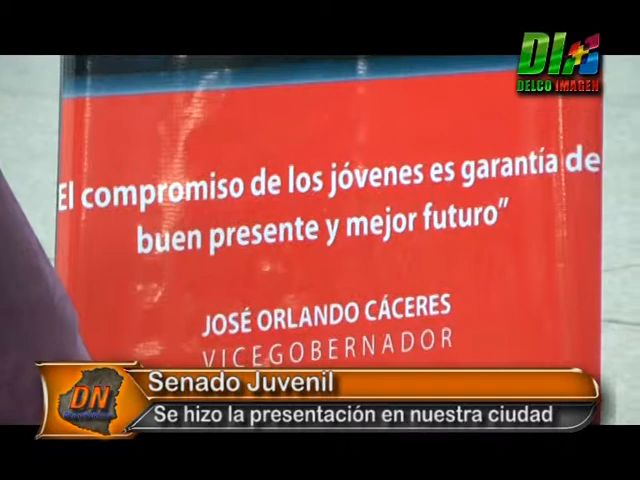 DIA
DELCO IMAGEN
El compromiso de los jóvenes es garantía de
buen presente y mejor futuro”
JOSÉ ORLANDO CÁCERES
VICEGOBERNADOR
DN
Senado Juvenil
Se hizo la presentación en nuestra ciudad